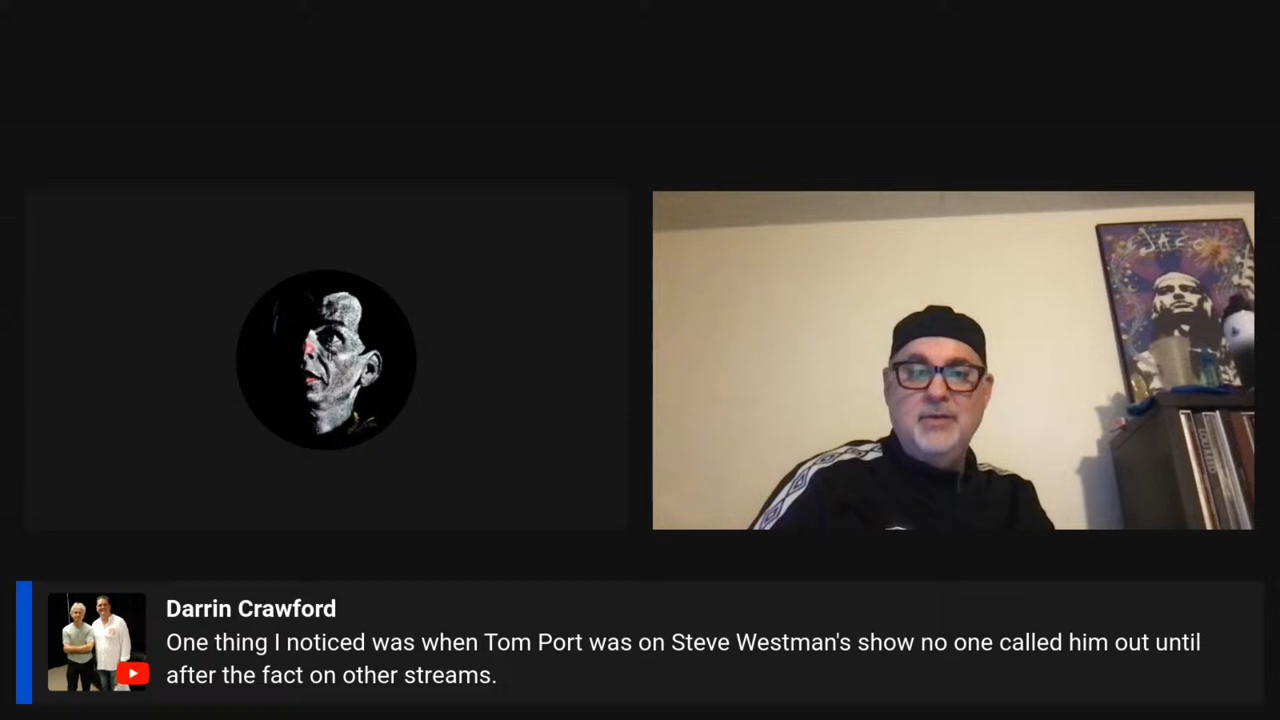 JACO
Darrin Crawford
One thing I noticed was when Tom Port was on Steve Westman's show no one called him out until
after the fact on other streams.